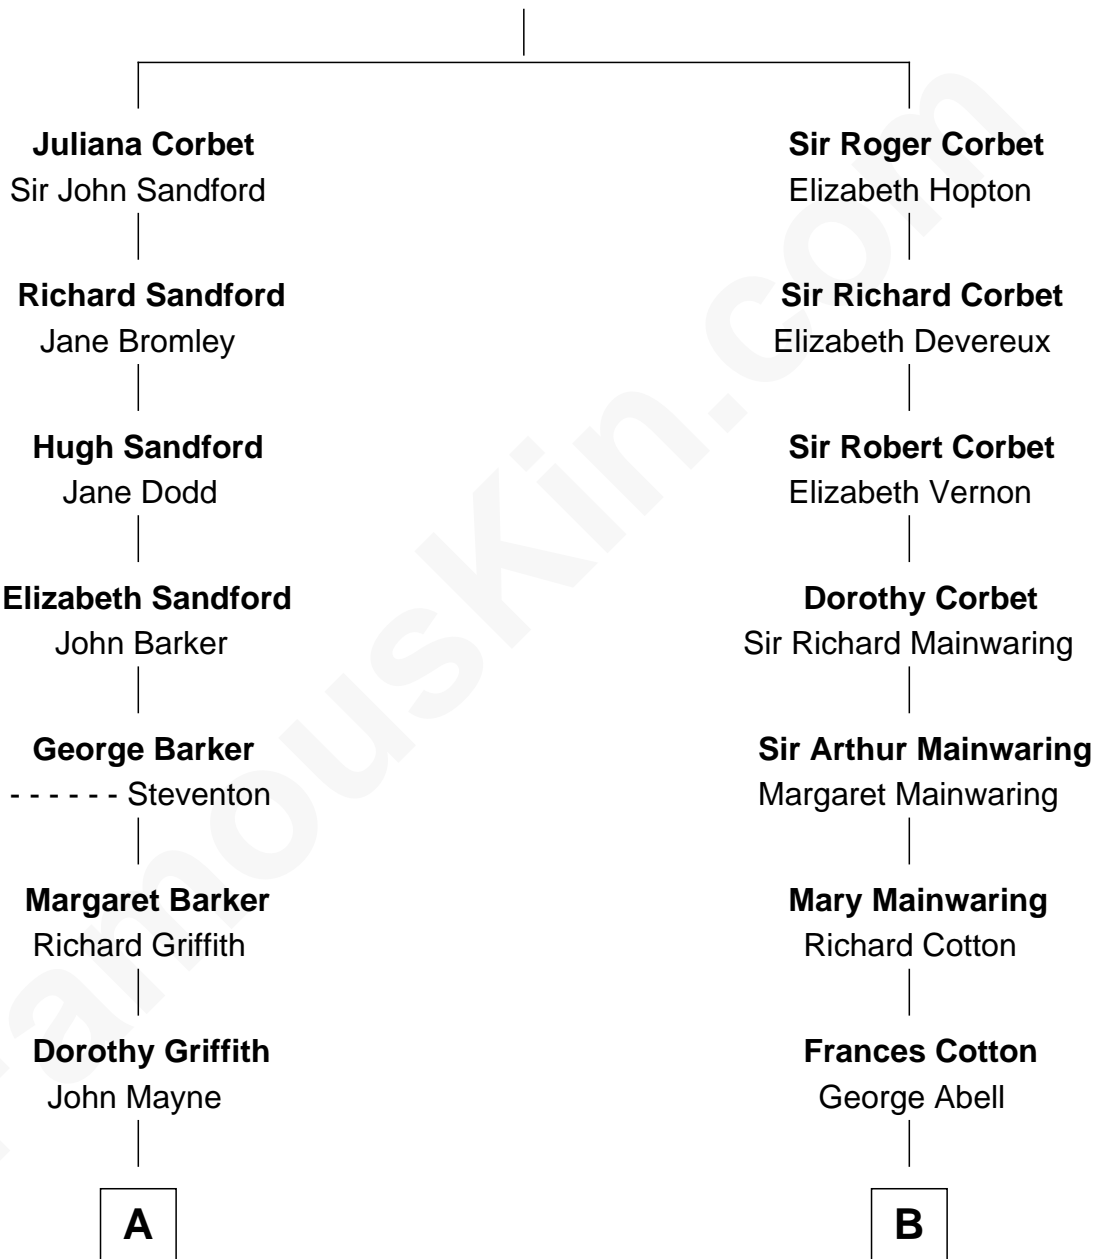 Juliana Corbet
Sir John Sandford
Richard Sandford
Jane Bromley
Hugh Sandford
Jane Dodd
Elizabeth Sandford
John Barker
George Barker
- - - - - - Steventon
Margaret Barker
Richard Griffith
Dorothy Griffith
John Mayne
A
Sir Roger Corbet
Elizabeth Hopton
Sir Richard Corbet
Elizabeth Devereux
Sir Robert Corbet
Elizabeth Vernon
Dorothy Corbet
Sir Richard Mainwaring
Sir Arthur Mainwaring
Margaret Mainwaring
Mary Mainwaring
Richard Cotton
Frances Cotton
George Abell
B
FamousKin.com